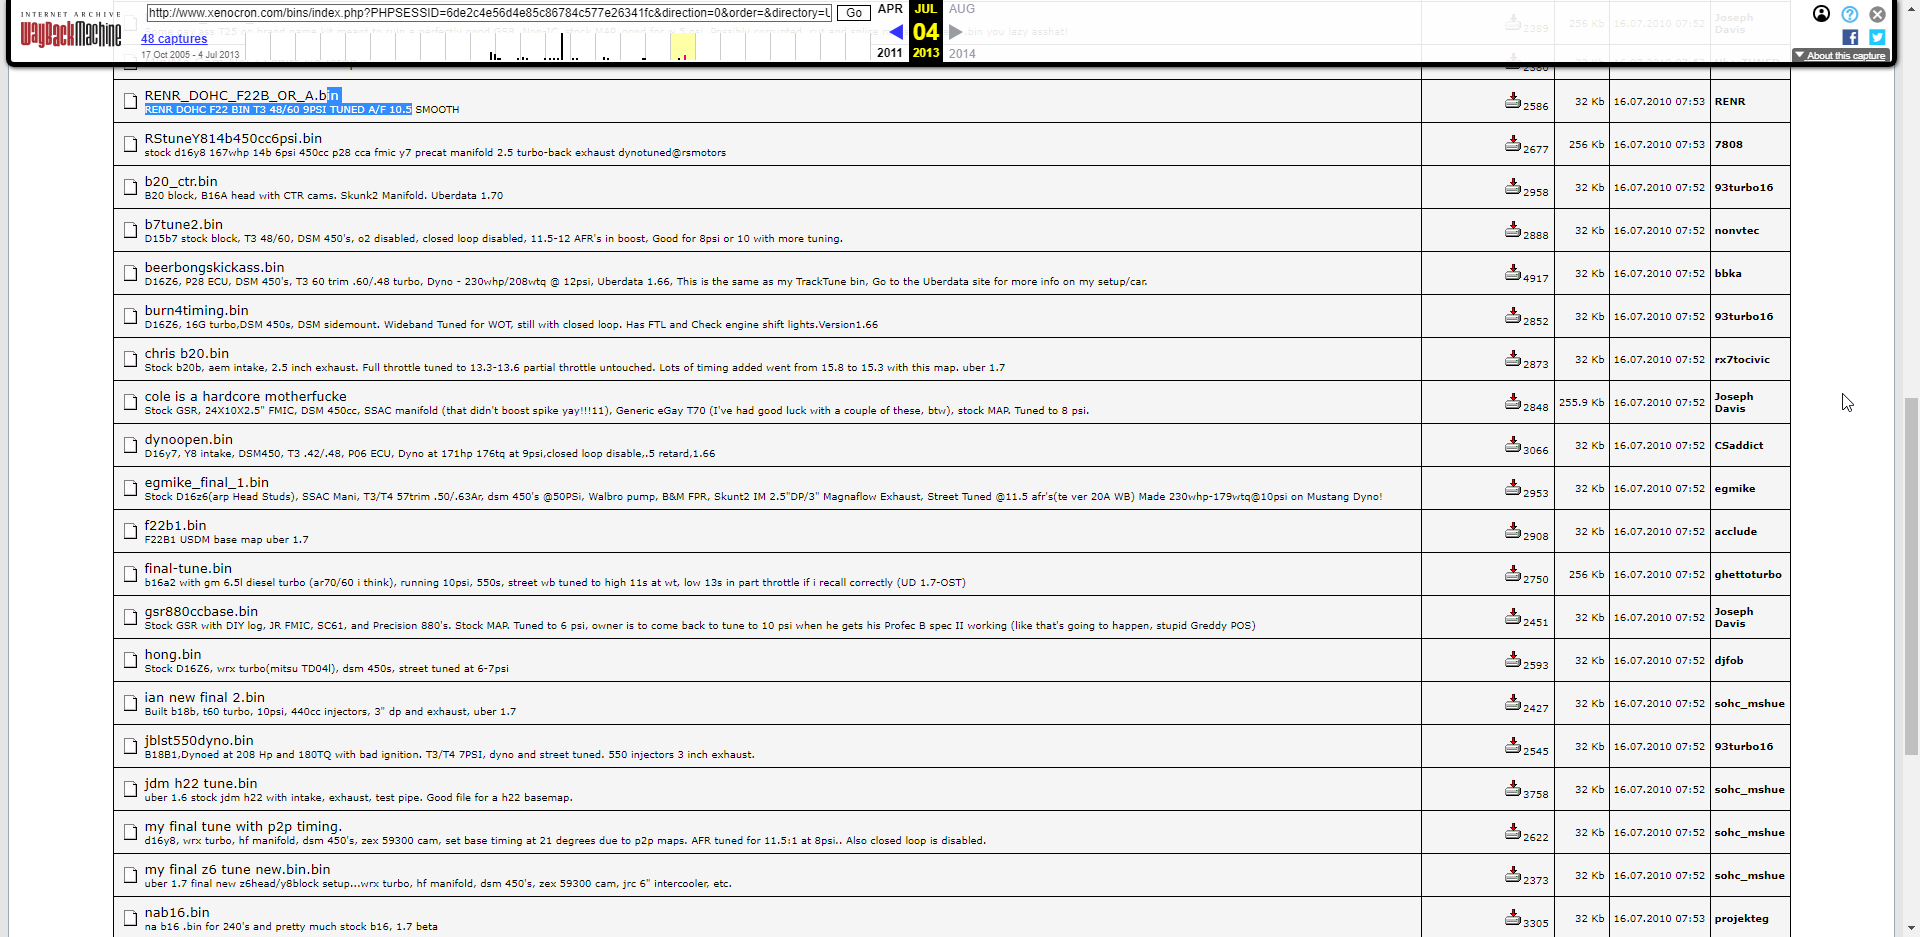 INTERNET ARCHIVE
WayBackMachine
http://www.xenocron.com/bins/index.php?PHPSESSID=6de2c4e56d4e85c86784c577e26341fc&direction=0&order=&directory=U
Go
APR JUL AUG
48 captures
04
17 Oct 2005 - 4 Jul 2013
2011 2013 2014
About this capture
2389 256 Kb 16.07.2010 07:53 Joseph Davis
RENR_DOHC_F22B_OR_A.bin
RENR DOHC F22 BIN T3 48/60 9PSI TUNED A/F 10.5 SMOOTH
2586 32 Kb 16.07.2010 07:53 RENR
RStuneY814b450cc6psi.bin
stock d16y8 167whp 14b 6psi 450cc p28 cca fmic y7 precat manifold 2.5 turbo-back exhaust dynotuned@rsmotors
2677 256 Kb 16.07.2010 07:53 7808
b20_ctr.bin
B20 block, B16A head with CTR cams. Skunk2 Manifold. Uberdata 1.70
2958 32 Kb 16.07.2010 07:52 93turbo16
b7tune2.bin
D15b7 stock block, T3 48/60, DSM 450's, o2 disabled, closed loop disabled, 11.5-12 AFR's in boost, Good for 8psi or 10 with more tuning.
2888 32 Kb 16.07.2010 07:52 nonvtec
beerbongskickass.bin
D16Z6, P28 ECU, DSM 450's, T3 60 trim .60/.48 turbo, Dyno - 230whp/208wtq @ 12psi, Uberdata 1.66, This is the same as my TrackTune bin, Go to the Uberdata site for more info on my setup/car.
4917 32 Kb 16.07.2010 07:52 bbka
burn4timing.bin
D16Z6, 16G turbo,DSM 450s, DSM sidemount. Wideband Tuned for WOT, still with closed loop. Has FTL and Check engine shift lights.Version1.66
2852 32 Kb 16.07.2010 07:52 93turbo16
chris b20.bin
Stock b20b, aem intake, 2.5 inch exhaust. Full throttle tuned to 13.3-13.6 partial throttle untouched. Lots of timing added went from 15.8 to 15.3 with this map. uber 1.7
2873 32 Kb 16.07.2010 07:52 rx7tocivic
cole is a hardcore motherfucke
Stock GSR, 24X10X2.5" FMIC, DSM 450cc, SSAC manifold (that didn't boost spike yay!!!11), Generic eGay T70 (I've had good luck with a couple of these, btw), stock MAP. Tuned to 8 psi.
2848 255.9 Kb 16.07.2010 07:52 Joseph Davis
dynoopen.bin
D16y7, Y8 intake, DSM450, T3 .42/.48, P06 ECU, Dyno at 171hp 176tq at 9psi,closed loop disable,.5 retard,1.66
3066 32 Kb 16.07.2010 07:52 CSaddict
egmike_final_1.bin
Stock D16z6(arp Head Studs), SSAC Mani, T3/T4 57trim .50/.63Ar, dsm 450's @50PSi, Walbro pump, B&M FPR, Skunt2 IM 2.5"DP/3" Magnaflow Exhaust, Street Tuned @11.5 afr's(te ver 20A WB) Made 230whp-179wtq@10psi on Mustang Dyno!
2953 32 Kb 16.07.2010 07:52 egmike
f22b1.bin
F22B1 USDM base map uber 1.7
2908 32 Kb 16.07.2010 07:52 acclude
final-tune.bin
b16a2 with gm 6.5l diesel turbo (ar70/60 i think), running 10psi, 550s, street wb tuned to high 11s at wt, low 13s in part throttle if i recall correctly (UD 1.7-OST)
2750 256 Kb 16.07.2010 07:52 ghettoturbo
gsr880ccbase.bin
Stock GSR with DIY log, JR FMIC, SC61, and Precision 880's. Stock MAP. Tuned to 6 psi, owner is to come back to tune to 10 psi when he gets his Profec B spec II working (like that's going to happen, stupid Greddy POS)
2451 32 Kb 16.07.2010 07:52 Joseph Davis
hong.bin
Stock D16Z6, wrx turbo(mitsu TD04l), dsm 450s, street tuned at 6-7psi
2593 32 Kb 16.07.2010 07:52 djfob
ian new final 2.bin
Built b18b, t60 turbo, 10psi, 440cc injectors, 3" dp and exhaust, uber 1.7
2427 32 Kb 16.07.2010 07:52 sohc_mshue
jblst550dyno.bin
B18B1,Dynoed at 208 Hp and 180TQ with bad ignition. T3/T4 7PSI, dyno and street tuned. 550 injectors 3 inch exhaust.
2545 32 Kb 16.07.2010 07:52 93turbo16
jdm h22 tune.bin
uber 1.6 stock jdm h22 with intake, exhaust, test pipe. Good file for a h22 basemap.
3758 32 Kb 16.07.2010 07:52 sohc_mshue
my final tune with p2p timing.
d16y8, wrx turbo, hf manifold, dsm 450's, zex 59300 cam, set base timing at 21 degrees due to p2p maps. AFR tuned for 11.5:1 at 8psi.. Also closed loop is disabled.
2622 32 Kb 16.07.2010 07:52 sohc_mshue
my final z6 tune new.bin.bin
uber 1.7 final new z6head/y8block setup...wrx turbo, hf manifold, dsm 450's, zex 59300 cam, jrc 6" intercooler, etc.
2373 32 Kb 16.07.2010 07:52 sohc_mshue
nab16.bin
na b16 .bin for 240's and pretty much stock b16, 1.7 beta
3305 32 Kb 16.07.2010 07:53 projekteg